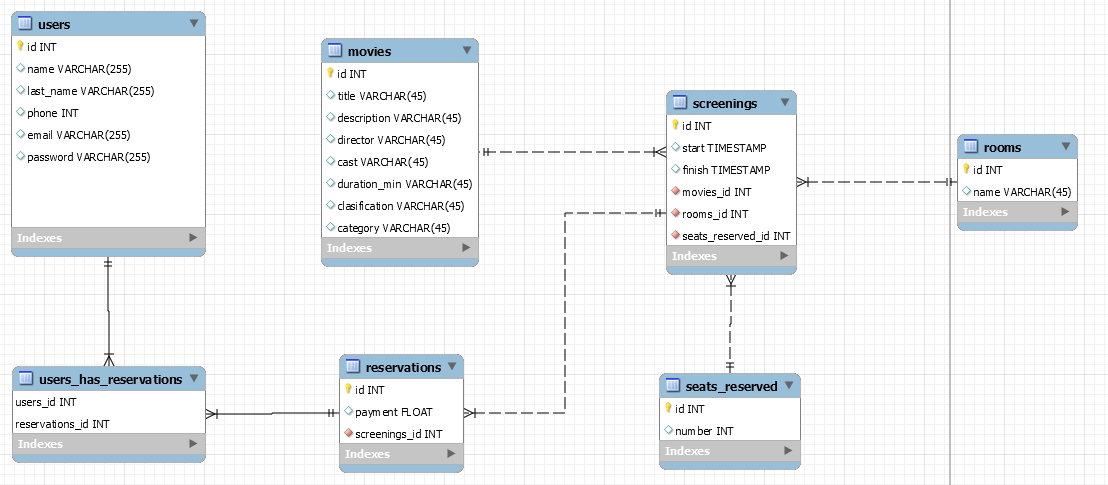 users
id INT
name VARCHAR(255)
last_name VARCHAR(255)
phone INT
email VARCHAR(255)
password VARCHAR(255)
Indexes
movies
id INT
title VARCHAR(45)
description VARCHAR(45)
director VARCHAR(45)
cast VARCHAR(45)
duration_min VARCHAR(45)
clasification VARCHAR(45)
category VARCHAR(45)
Indexes
screenings
id INT
start TIMESTAMP
finish TIMESTAMP
movies_id INT
rooms_id INT
seats_reserved_id INT
Indexes
rooms
id INT
name VARCHAR(45)
Indexes
users_has_reservations
users_id INT
reservations_id INT
Indexes
reservations
id INT
payment FLOAT
screenings_id INT
Indexes
seats_reserved
id INT
number INT
Indexes